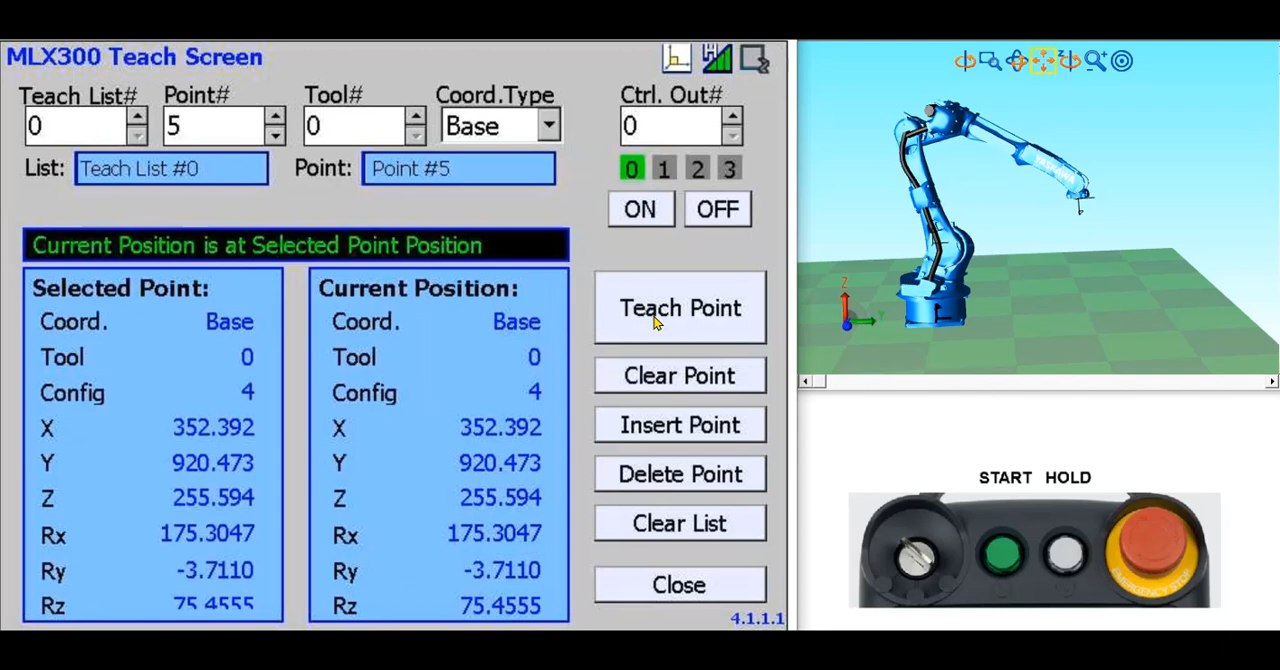 MLX300 Teach Screen
Teach List# Point# Tool# Coord.Type Ctrl. Out#
0 5 0 Base 0
List: Teach List #0 Point: Point #5 0 1 2 3
ON OFF
Current Position is at Selected Point Position
Selected Point: Current Position:
Coord. Base Coord. Base
Tool 0 Tool 0
Config 4 Config 4
X 352.392 X 352.392
Y 920.473 Y 920.473
Z 255.594 Z 255.594
Rx 175.3047 Rx 175.3047
Ry -3.7110 Ry -3.7110
Rz 75.4555 Rz 75.4555
Teach Point
Clear Point
Insert Point
Delete Point
Clear List
Close
4.1.1.1
Z
YASKAWA
Z
Y
START HOLD
EMERGENCY STOP